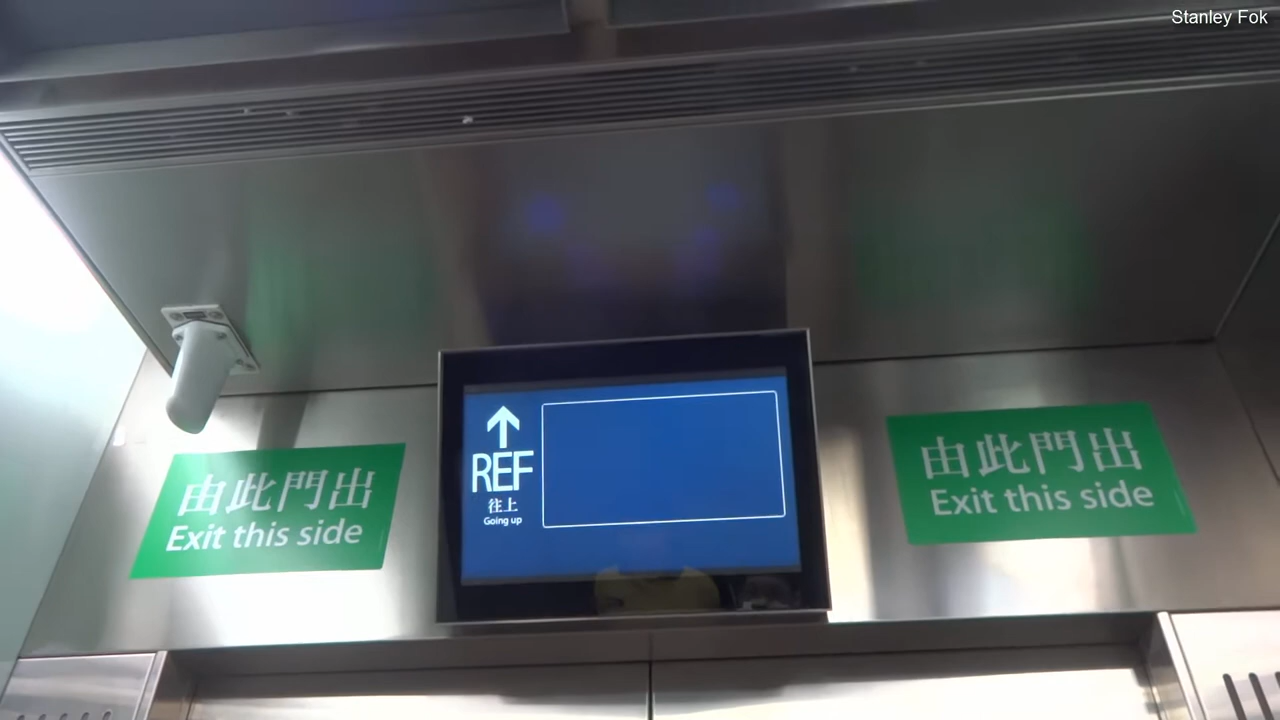 Stanley Fok
REF
往上
Going up
由此門出
Exit this side
由此門出
Exit this side